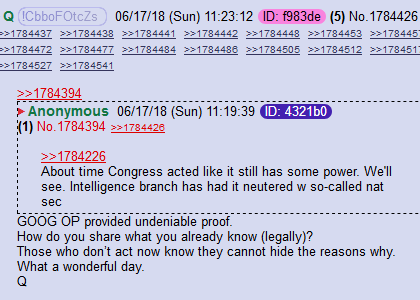 Q !CbboFOtcZs 06/17/18 (Sun) 11:23:12 ID: f983de (5) No.1784426
>>1784437 >>1784438 >>1784441 >>1784442 >>1784448 >>1784453
>>1784472 >>1784477 >>1784484 >>1784486 >>1784505 >>1784512
>>1784527 >>1784541
>>1784394
Anonymous 06/17/18 (Sun) 11:19:39 ID: 4321b0
(1) No.1784394 >>1784426
>>1784226
About time Congress acted like it still has some power. We'll
see. Intelligence branch has had it neutered w so-called nat
sec
GOOG OP provided undeniable proof.
How do you share what you already know (legally)?
Those who don’t act now know they cannot hide the reasons why.
What a wonderful day.
Q